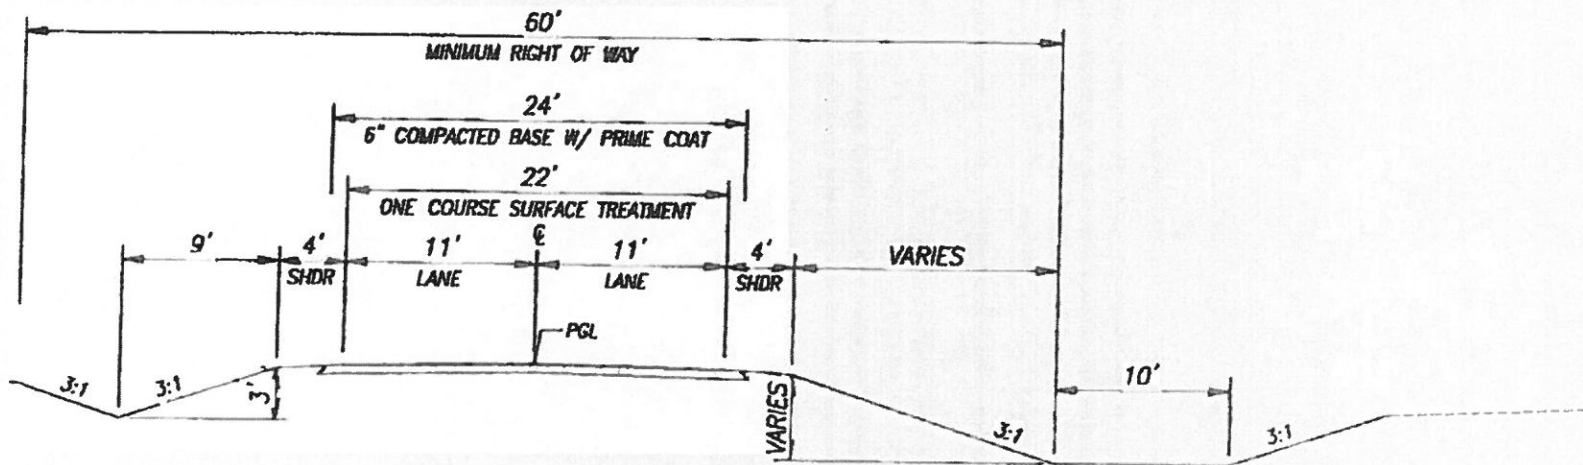 60'
MINIMUM RIGHT OF WAY
24'
6" COMPACTED BASE W/ PRIME COAT
22'
ONE COURSE SURFACE TREATMENT
℄
9'
4'
SHDR
11'
LANE
11'
LANE
4'
SHDR
VARIES
PGL
3:1
3:1
3'
VARIES
3:1
10'
3:1